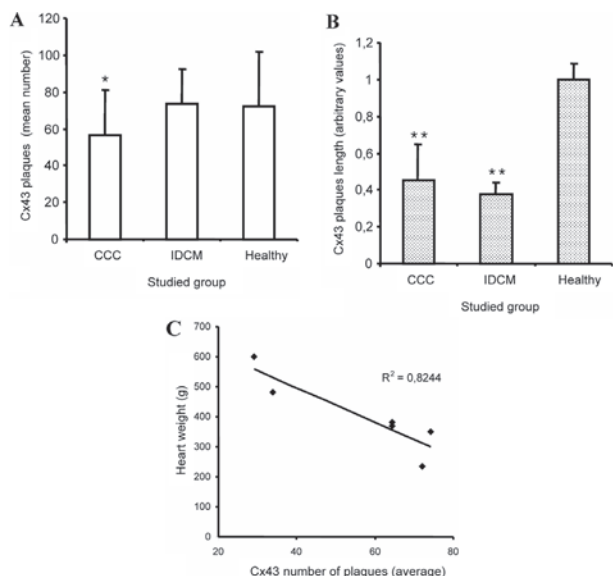 A
Cx43 plaques (mean number)
120
100
80
60
40
20
0
*
CCC IDCM Healthy
Studied group
B
Cx43 plaques length (arbitrary values)
1,2
1
0,8
0,6
0,4
0,2
0
**
**
CCC IDCM Healthy
Studied group
C
Heart weight (g)
700
600
500
400
300
200
100
0
R² = 0,8244
20 40 60 80
Cx43 number of plaques (average)